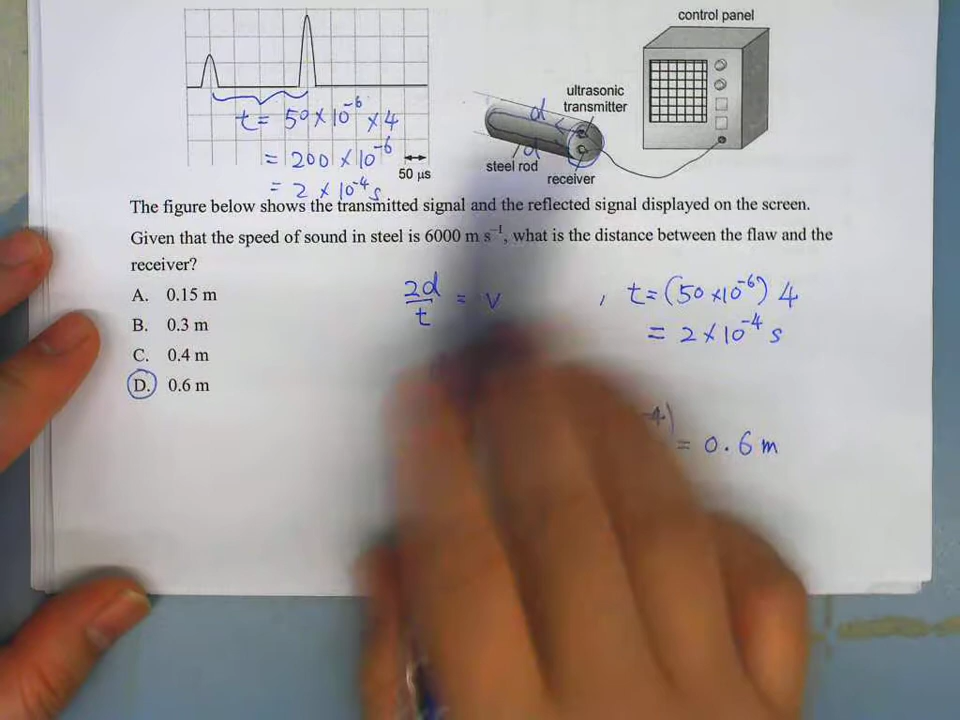 control panel
ultrasonic
transmitter
d
d
steel rod
receiver
t = 50 × 10⁻⁶ × 4
= 200 × 10⁻⁶
= 2 × 10⁻⁴ s
50 μs
The figure below shows the transmitted signal and the reflected signal displayed on the screen.
Given that the speed of sound in steel is 6000 m s⁻¹, what is the distance between the flaw and the
receiver?
A. 0.15 m
B. 0.3 m
C. 0.4 m
D. 0.6 m
2d/t = v , t = (50 × 10⁻⁶) 4
= 2 × 10⁻⁴ s
⁻⁴) = 0.6 m